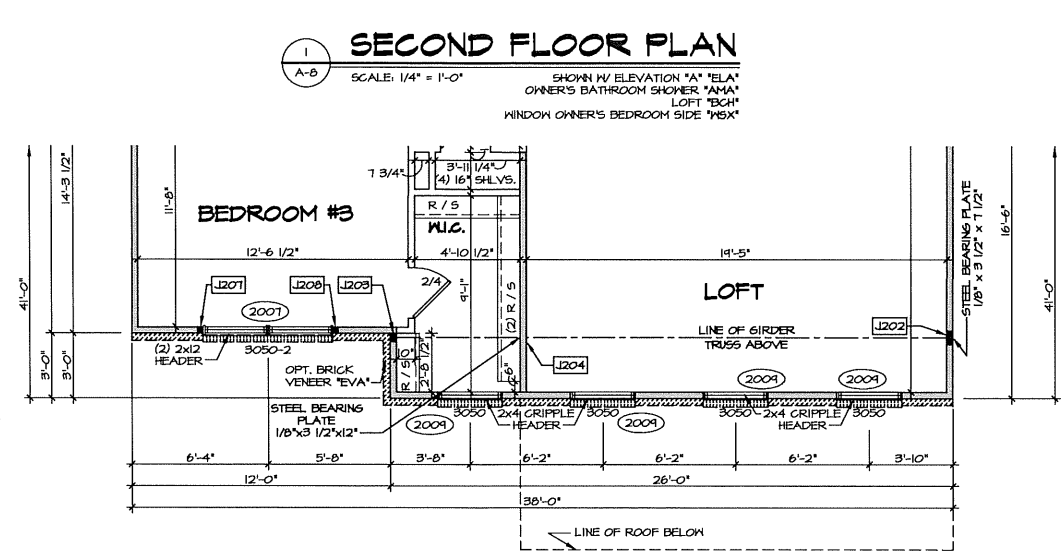 1
A-8
SECOND FLOOR PLAN
SCALE: 1/4" = 1'-0"
SHOWN W/ ELEVATION "A" "ELA"
OWNER'S BATHROOM SHOWER "AMA"
LOFT "BCH"
WINDOW OWNER'S BEDROOM SIDE "WSX"
41'-0"
3'-0"
14'-3 1/2"
3'-0"
11'-8"
BEDROOM #3
12'-6 1/2"
7 3/4"
3'-11 1/4"
(4) 16" SHLVS.
R / S
W.I.C.
4'-10 1/2"
9'-1"
(2) R / S
2/4
19'-5"
LOFT
LINE OF GIRDER
TRUSS ABOVE
J202
STEEL BEARING PLATE
1/8" x 3 1/2" x 7 1/2"
16'-6"
41'-0"
J207
J208
J203
2007
(2) 2x12
HEADER
3050-2
OPT. BRICK
VENEER "EVA"
10"
R / S
2'-8 1/2"
6"
J204
STEEL BEARING
PLATE
1/8"x3 1/2"x12"
3050
2009
2x4 CRIPPLE
HEADER
3050
2009
2009
3050
2x4 CRIPPLE
HEADER
2009
3050
6'-4"
5'-8"
3'-8"
6'-2"
6'-2"
6'-2"
3'-10"
12'-0"
26'-0"
38'-0"
LINE OF ROOF BELOW